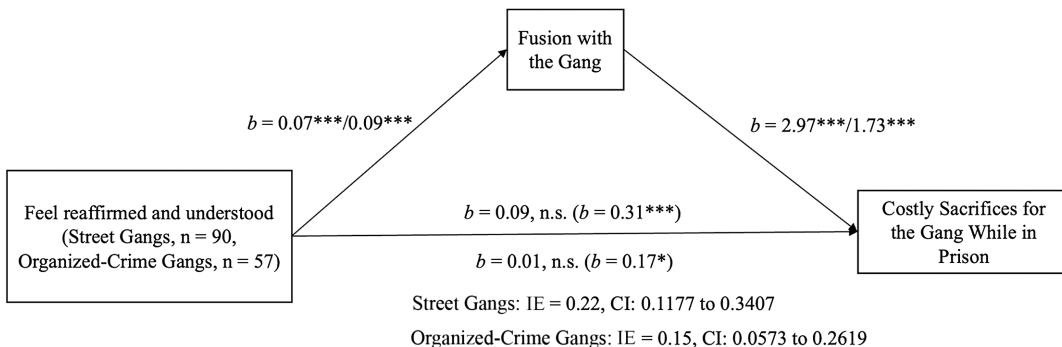 Fusion with
the Gang
b = 0.07***/0.09***
b = 2.97***/1.73***
Feel reaffirmed and understood
(Street Gangs, n = 90,
Organized-Crime Gangs, n = 57)
b = 0.09, n.s. (b = 0.31***)
b = 0.01, n.s. (b = 0.17*)
Costly Sacrifices for
the Gang While in
Prison
Street Gangs: IE = 0.22, CI: 0.1177 to 0.3407
Organized-Crime Gangs: IE = 0.15, CI: 0.0573 to 0.2619